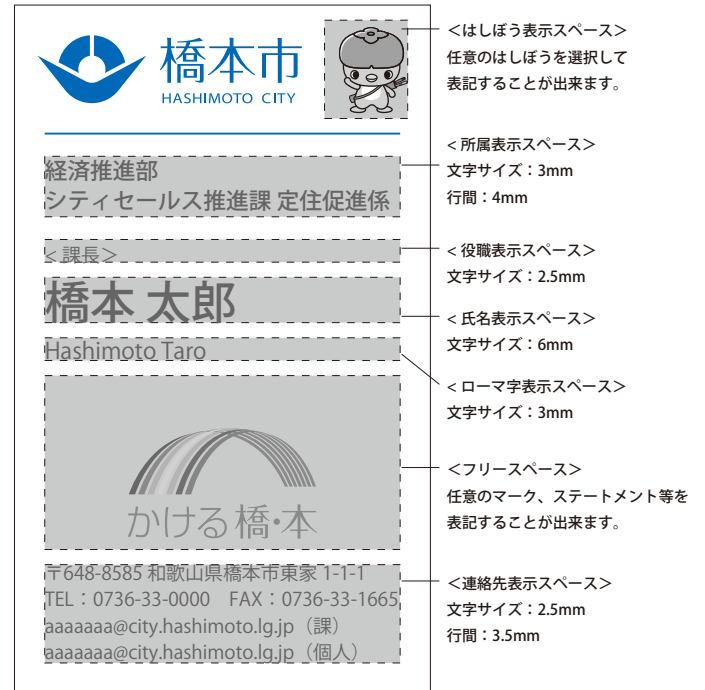 橋本市
HASHIMOTO CITY
＜はしぼう表示スペース＞
任意のはしぼうを選択して
表記することが出来ます。
経済推進部
シティセールス推進課 定住促進係
< 所属表示スペース＞
文字サイズ：3mm
行間：4mm
< 課長＞
< 役職表示スペース＞
文字サイズ：2.5mm
橋本 太郎
< 氏名表示スペース＞
文字サイズ：6mm
Hashimoto Taro
< ローマ字表示スペース＞
文字サイズ：3mm
かける橋・本
＜フリースペース＞
任意のマーク、ステートメント等を
表記することが出来ます。
〒648-8585 和歌山県橋本市東家 1-1-1
TEL：0736-33-0000　FAX：0736-33-1665
aaaaaaa@city.hashimoto.lg.jp（課）
aaaaaaa@city.hashimoto.lg.jp（個人）
＜連絡先表示スペース＞
文字サイズ：2.5mm
行間：3.5mm